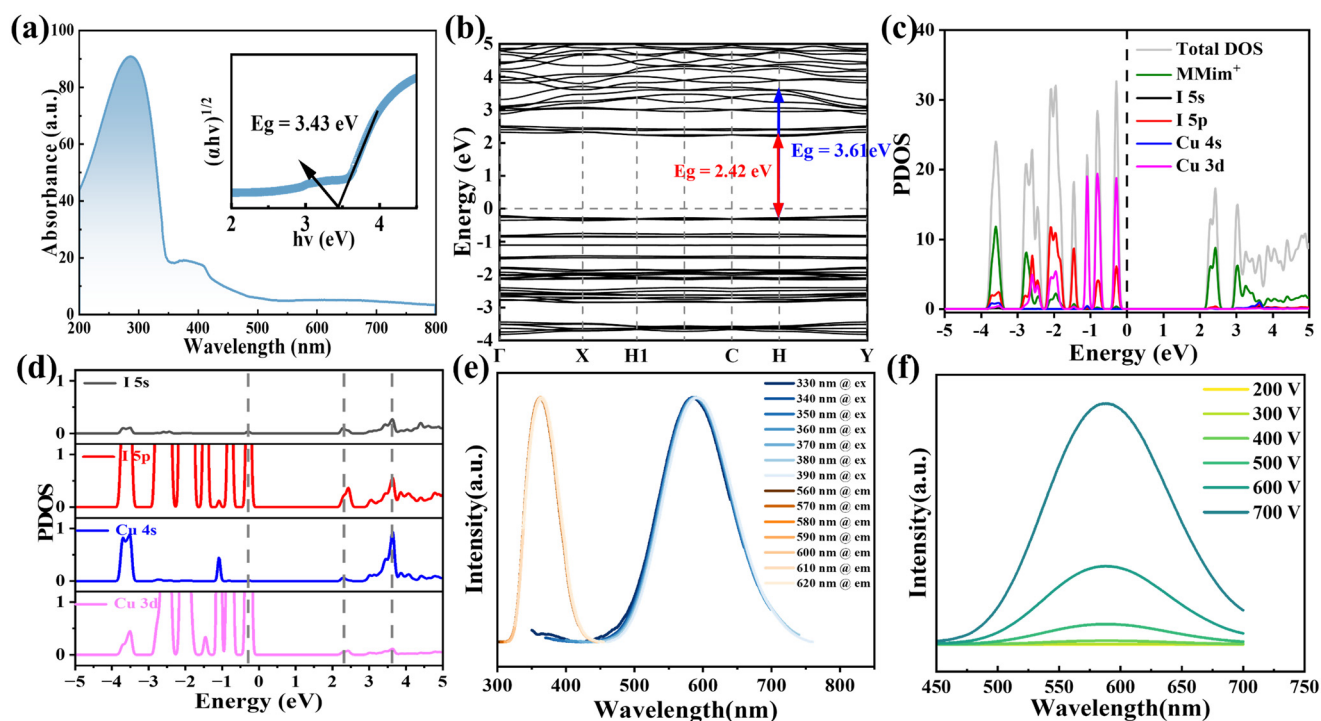 (a)
Absorbance (a.u.)
100
80
60
40
20
0
200 300 400 500 600 700 800
Wavelength (nm)
(αhν)1/2
Eg = 3.43 eV
2 3 4
hν (eV)
(b)
Energy (eV)
5
4
3
2
1
0
-1
-2
-3
-4
Eg = 3.61eV
Eg = 2.42 eV
Γ X H1 C H Y
(c)
PDOS
40
30
20
10
0
Total DOS
MMim+
I 5s
I 5p
Cu 4s
Cu 3d
-5 -4 -3 -2 -1 0 1 2 3 4 5
Energy (eV)
(d)
PDOS
1
0
I 5s
1
0
I 5p
1
0
Cu 4s
1
0
Cu 3d
−5 −4 −3 −2 −1 0 1 2 3 4 5
Energy (eV)
(e)
Intensity(a.u.)
330 nm @ ex
340 nm @ ex
350 nm @ ex
360 nm @ ex
370 nm @ ex
380 nm @ ex
390 nm @ ex
560 nm @ em
570 nm @ em
580 nm @ em
590 nm @ em
600 nm @ em
610 nm @ em
620 nm @ em
300 400 500 600 700 800
Wavelength(nm)
(f)
Intensity(a.u.)
200 V
300 V
400 V
500 V
600 V
700 V
450 500 550 600 650 700 750
Wavelength(nm)